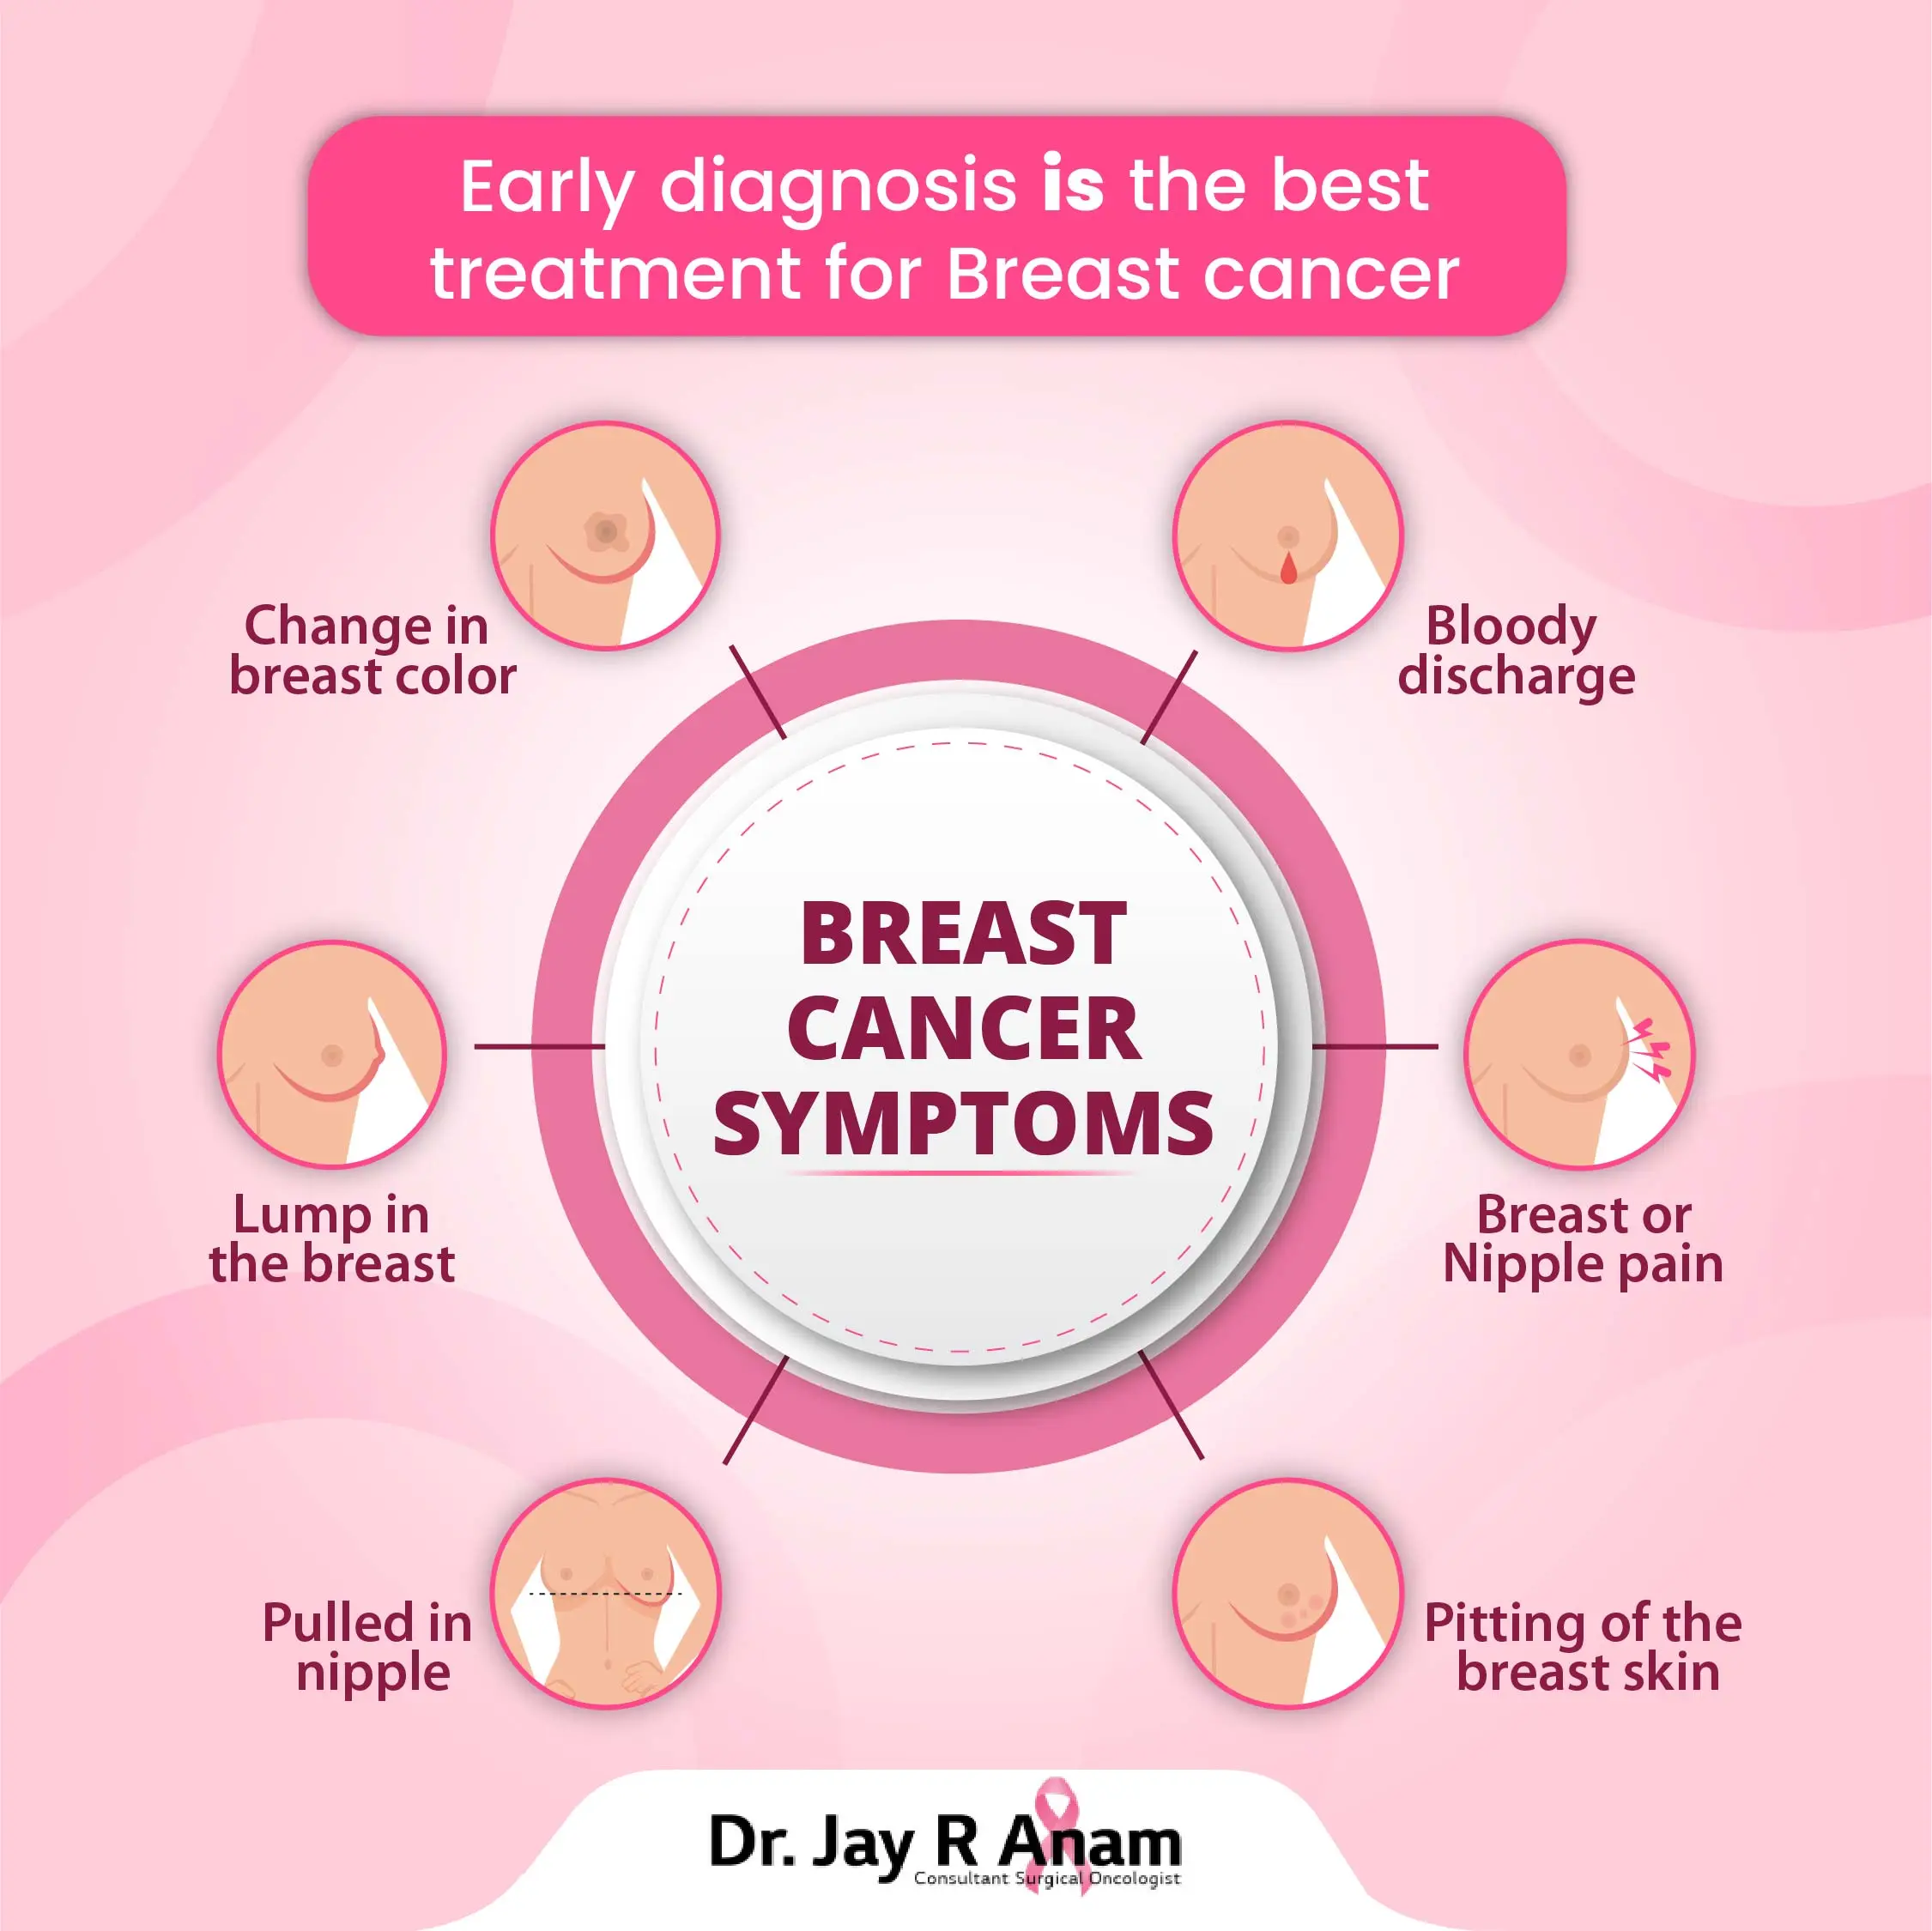 Early diagnosis is the best
treatment for Breast cancer
Change in
breast color
Bloody
discharge
BREAST
CANCER
SYMPTOMS
Lump in
the breast
Breast or
Nipple pain
Pulled in
nipple
Pitting of the
breast skin
Dr. Jay R Anam
Consultant Surgical Oncologist